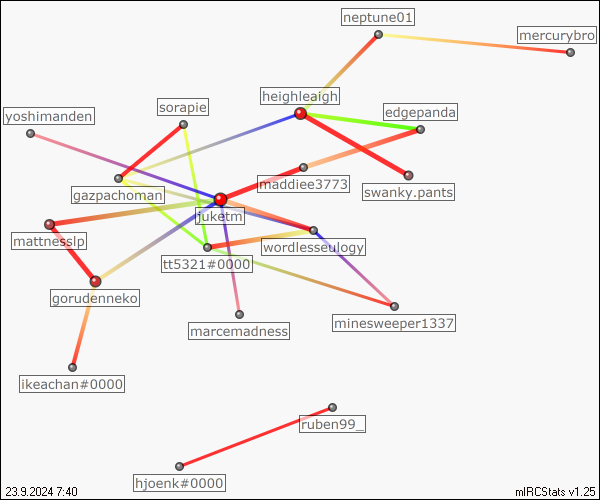 neptune01
mercurybro
heighleaigh
sorapie
edgepanda
yoshimanden
maddiee3773
swanky.pants
gazpachoman
juketm
mattnesslp
wordlesseulogy
tt5321#0000
gorudenneko
marcemadness
minesweeper1337
ikeachan#0000
ruben99_
hjoenk#0000
23.9.2024 7:40
mIRCStats v1.25